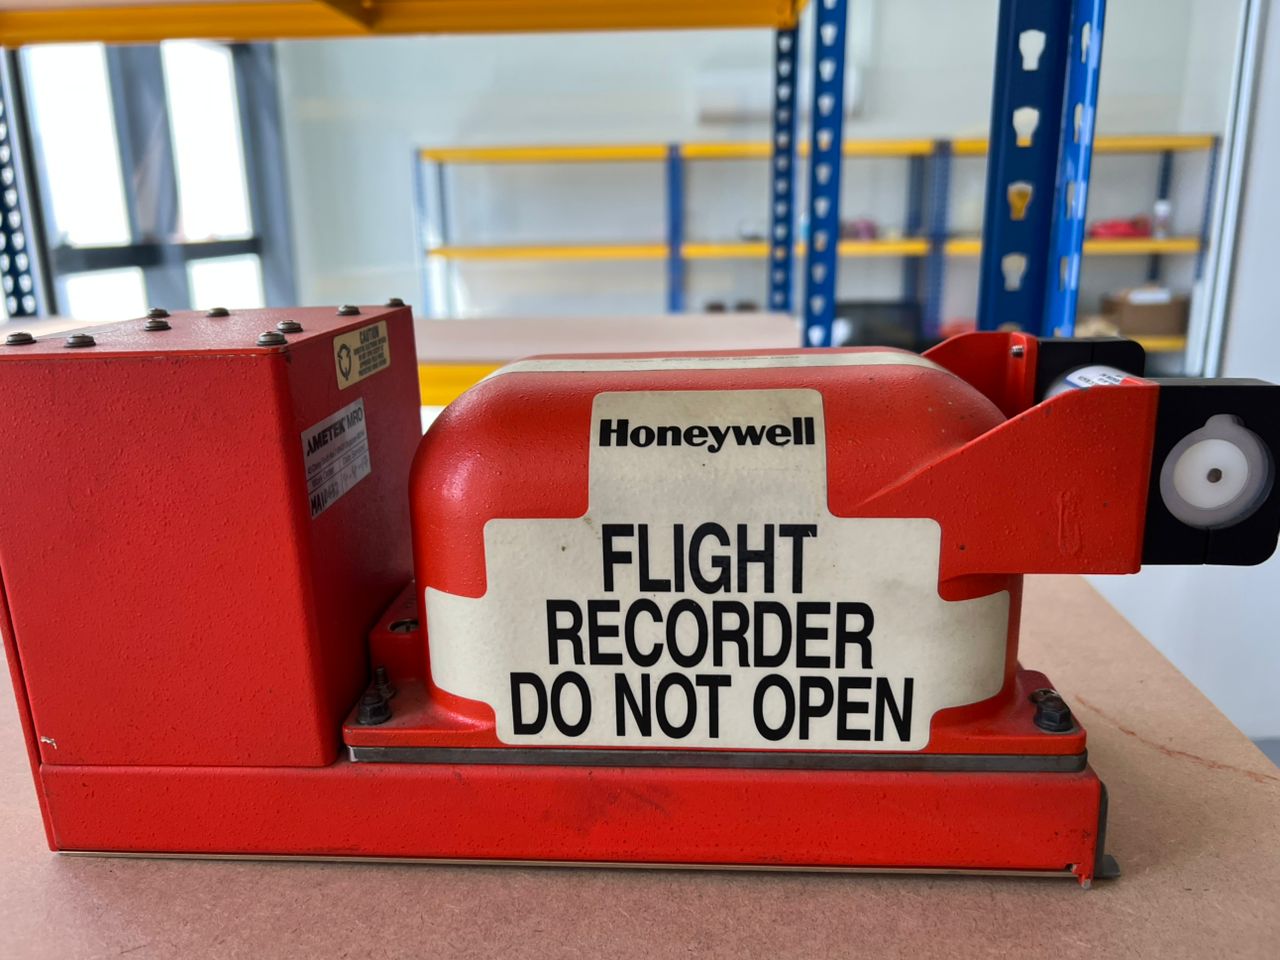 CAUTION
AMETEK MRO
Honeywell
FLIGHT
RECORDER
DO NOT OPEN